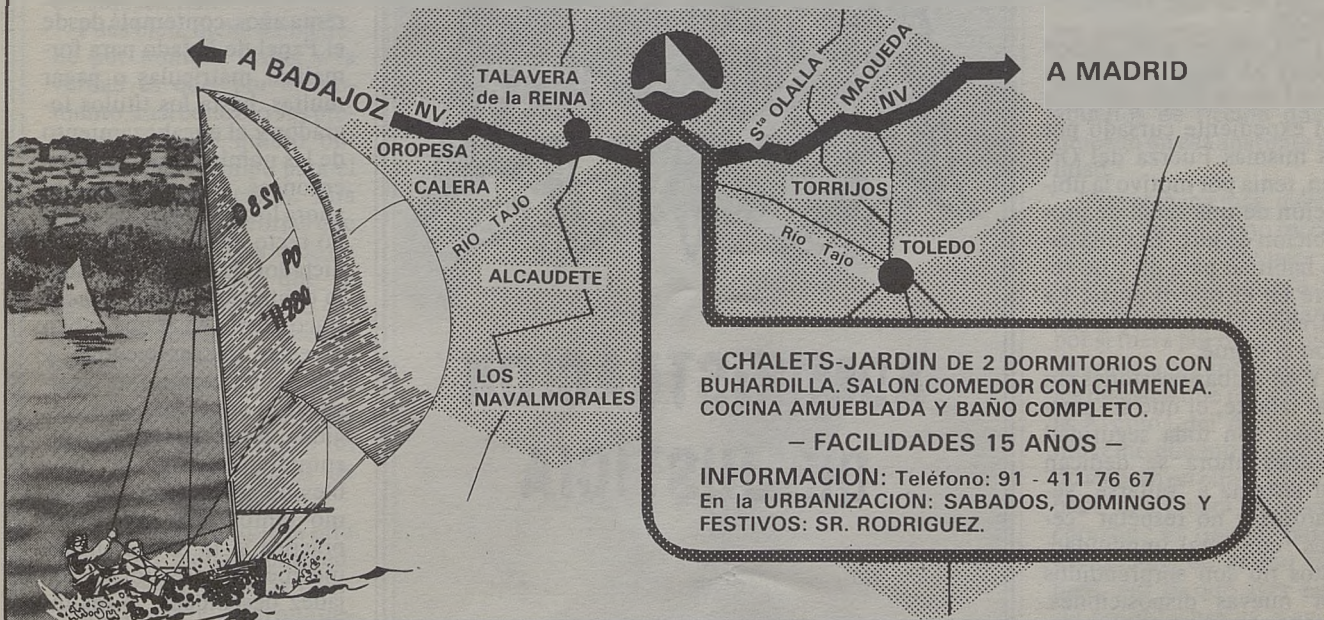 A BADAJOZ
NV
TALAVERA
de la REINA
OROPESA
CALERA
RIO TAJO
ALCAUDETE
LOS
NAVALMORALES
Sta OLALLA
MAQUEDA
NV
A MADRID
TORRIJOS
Río Tajo
TOLEDO
PO
CHALETS-JARDIN DE 2 DORMITORIOS CON
BUHARDILLA. SALON COMEDOR CON CHIMENEA.
COCINA AMUEBLADA Y BAÑO COMPLETO.
– FACILIDADES 15 AÑOS –
INFORMACION: Teléfono: 91 - 411 76 67
En la URBANIZACION: SABADOS, DOMINGOS Y
FESTIVOS: SR. RODRIGUEZ.